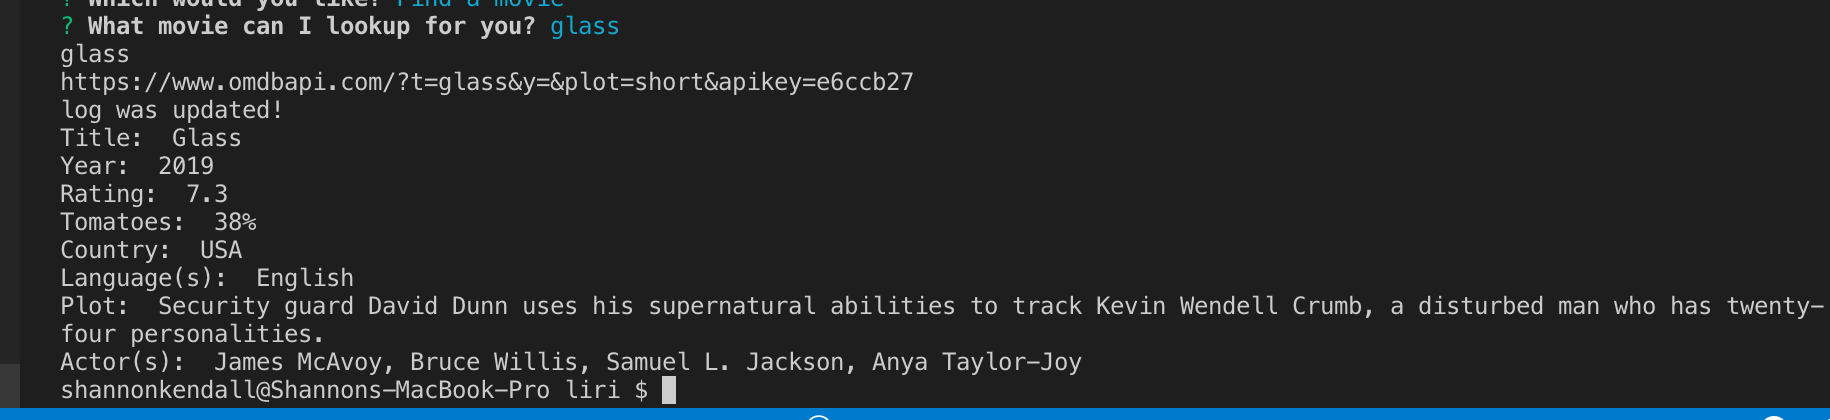 ? Which would you like? Find a movie
? What movie can I lookup for you? glass
glass
https://www.omdbapi.com/?t=glass&y=&plot=short&apikey=e6ccb27
log was updated!
Title:  Glass
Year:  2019
Rating:  7.3
Tomatoes:  38%
Country:  USA
Language(s):  English
Plot:  Security guard David Dunn uses his supernatural abilities to track Kevin Wendell Crumb, a disturbed man who has twenty-
four personalities.
Actor(s):  James McAvoy, Bruce Willis, Samuel L. Jackson, Anya Taylor-Joy
shannonkendall@Shannons-MacBook-Pro liri $